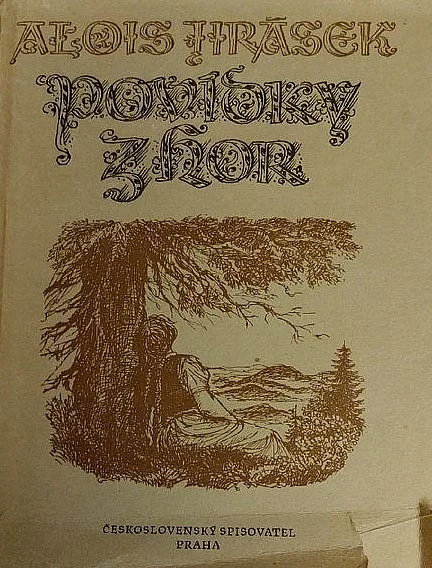 ALOIS JIRÁSEK
POVÍDKY
Z HOR
ČESKOSLOVENSKÝ SPISOVATEL
PRAHA